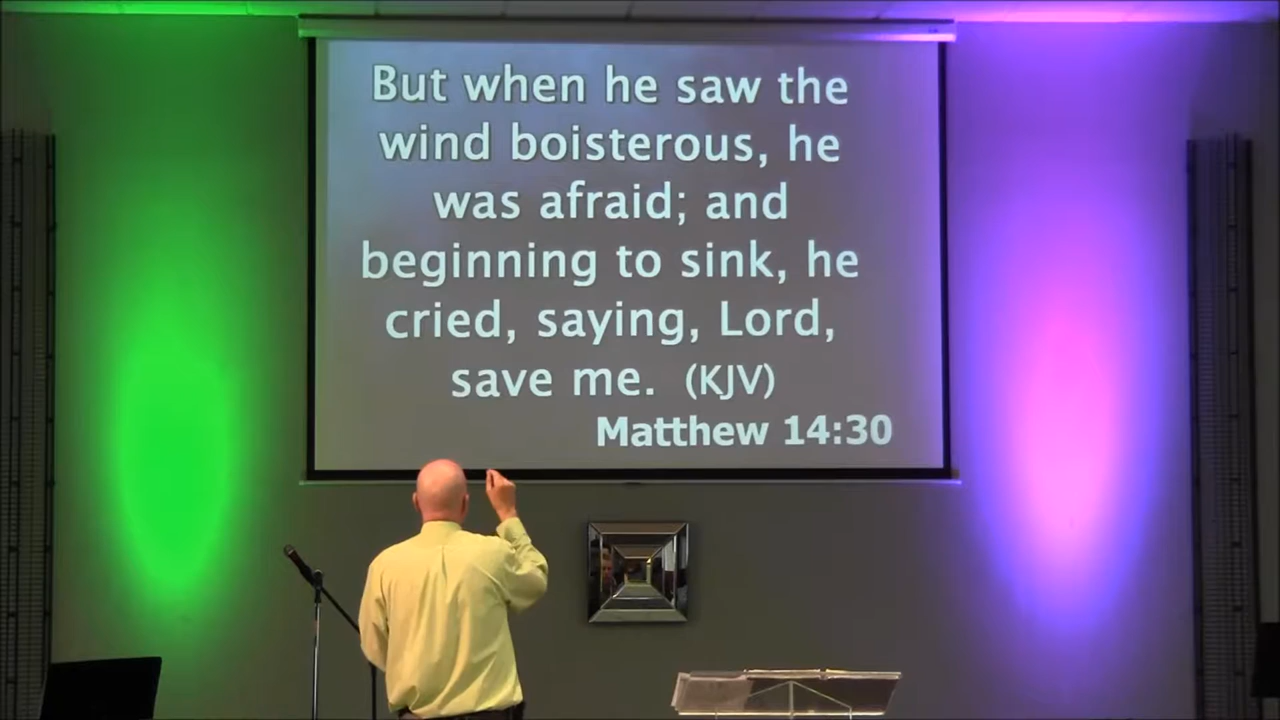 But when he saw the
wind boisterous, he
was afraid; and
beginning to sink, he
cried, saying, Lord,
save me. (KJV)
Matthew 14:30